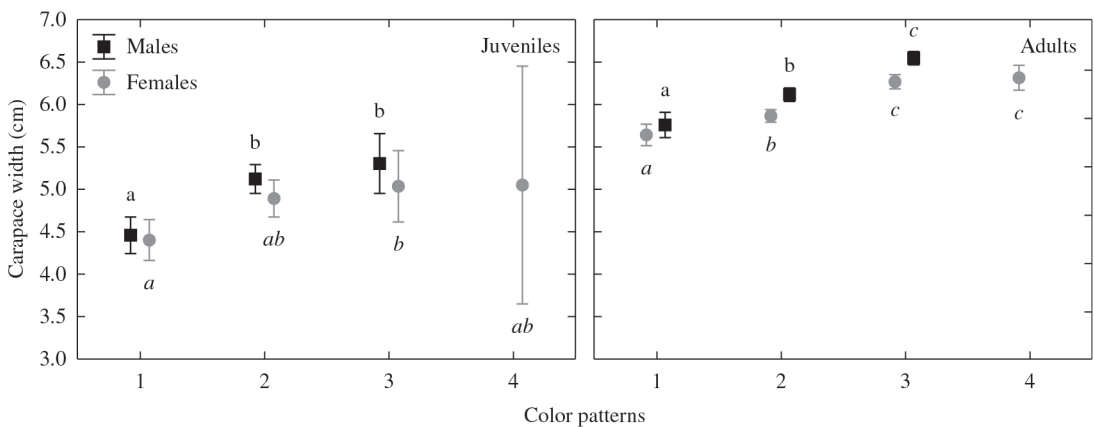 7.0
6.5
6.0
5.5
5.0
4.5
4.0
3.5
3.0
Carapace width (cm)
Males
Females
Juveniles
a
b
b
a
ab
b
ab
1
2
3
4
Adults
a
b
c
a
b
c
c
1
2
3
4
Color patterns